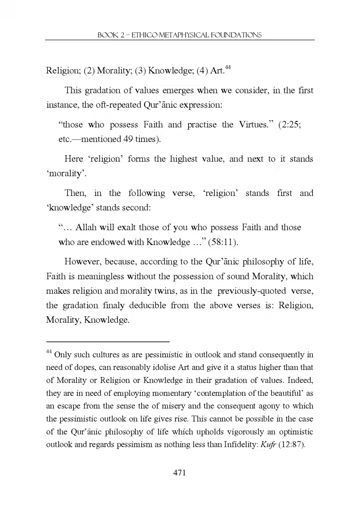 BOOK 2 – ETHICO-METAPHYSICAL FOUNDATIONS
Religion; (2) Morality; (3) Knowledge; (4) Art.44
This gradation of values emerges when we consider, in the first
instance, the oft-repeated Qur’ānic expression:
“those who possess Faith and practise the Virtues.” (2:25;
etc.—mentioned 49 times).
Here ‘religion’ forms the highest value, and next to it stands
‘morality’.
Then, in the following verse, ‘religion’ stands first and
‘knowledge’ stands second:
“… Allah will exalt those of you who possess Faith and those
who are endowed with Knowledge …” (58:11).
However, because, according to the Qur’ānic philosophy of life,
Faith is meaningless without the possession of sound Morality, which
makes religion and morality twins, as in the previously-quoted verse,
the gradation finaly deducible from the above verses is: Religion,
Morality, Knowledge.
44 Only such cultures as are pessimistic in outlook and stand consequently in
need of dopes, can reasonably idolise Art and give it a status higher than that
of Morality or Religion or Knowledge in their gradation of values. Indeed,
they are in need of employing momentary ‘contemplation of the beautiful’ as
an escape from the sense the of misery and the consequent agony to which
the pessimistic outlook on life gives rise. This cannot be possible in the case
of the Qur’ānic philosophy of life which upholds vigorously an optimistic
outlook and regards pessimism as nothing less than Infidelity: Kufr (12:87).
471